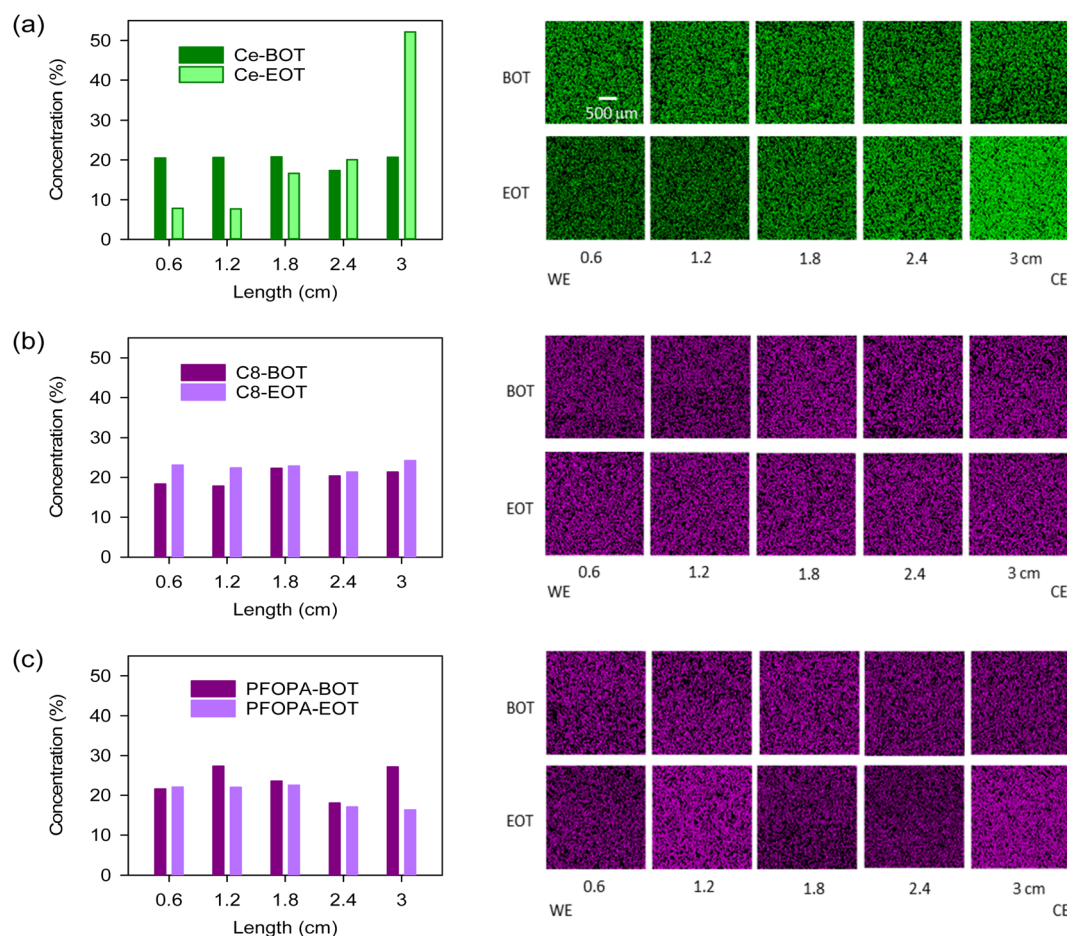 (a)
Concentration (%)
50
40
30
20
10
0
Ce-BOT
Ce-EOT
0.6 1.2 1.8 2.4 3
Length (cm)
BOT
500 μm
EOT
0.6 1.2 1.8 2.4 3 cm
WE CE
(b)
Concentration (%)
50
40
30
20
10
0
C8-BOT
C8-EOT
0.6 1.2 1.8 2.4 3
Length (cm)
BOT
EOT
0.6 1.2 1.8 2.4 3 cm
WE CE
(c)
Concentration (%)
50
40
30
20
10
0
PFOPA-BOT
PFOPA-EOT
0.6 1.2 1.8 2.4 3
Length (cm)
BOT
EOT
0.6 1.2 1.8 2.4 3 cm
WE CE